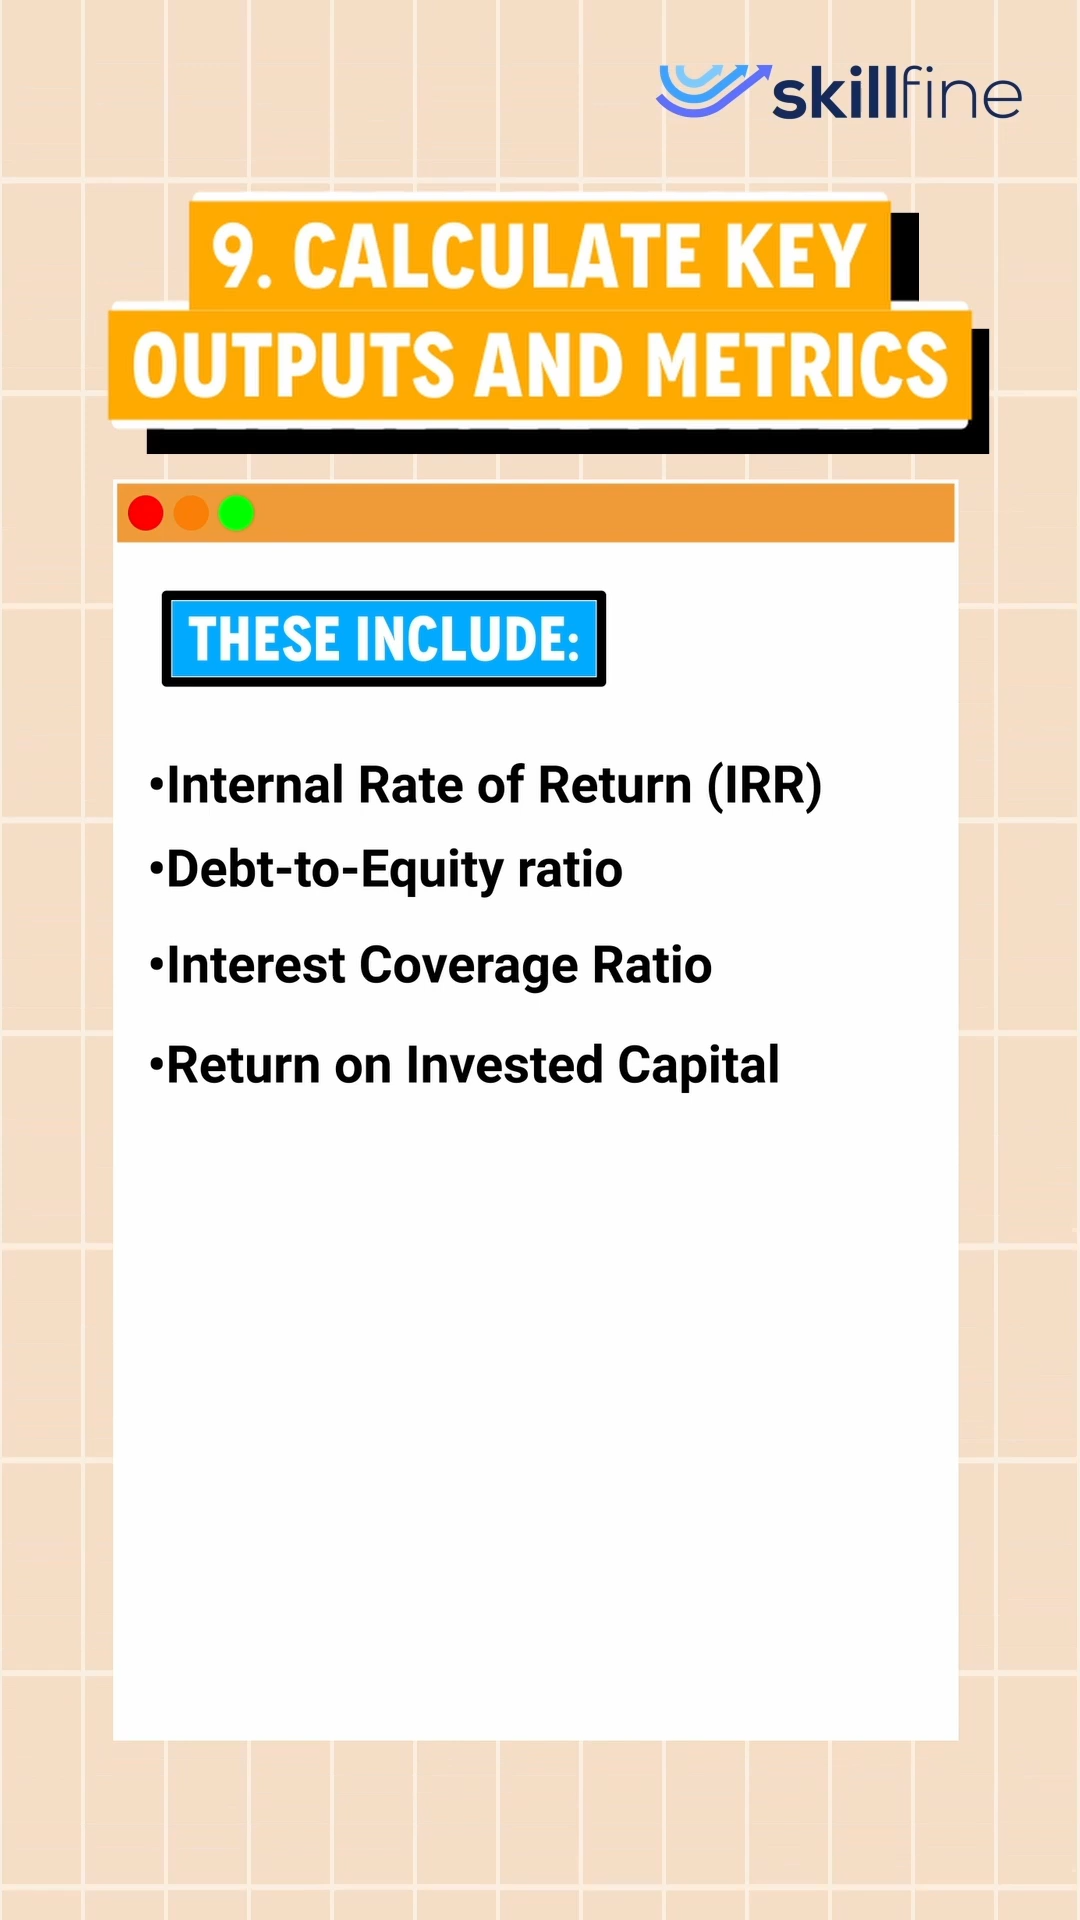 skillfine
9. CALCULATE KEY
OUTPUTS AND METRICS
THESE INCLUDE:
•Internal Rate of Return (IRR)
•Debt-to-Equity ratio
•Interest Coverage Ratio
•Return on Invested Capital